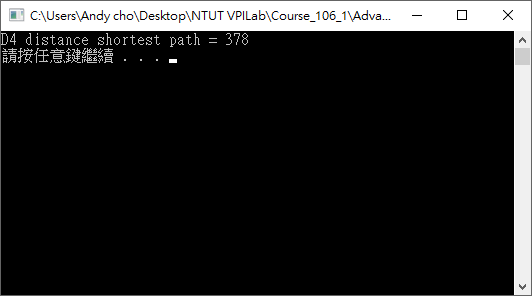 C:\Users\Andy cho\Desktop\NTUT VPILab\Course_106_1\Adva...
D4 distance shortest path = 378
請按任意鍵繼續 . . .